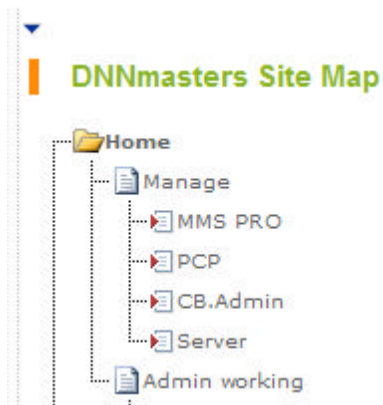 DNNmasters Site Map
Home
Manage
MMS PRO
PCP
CB.Admin
Server
Admin working